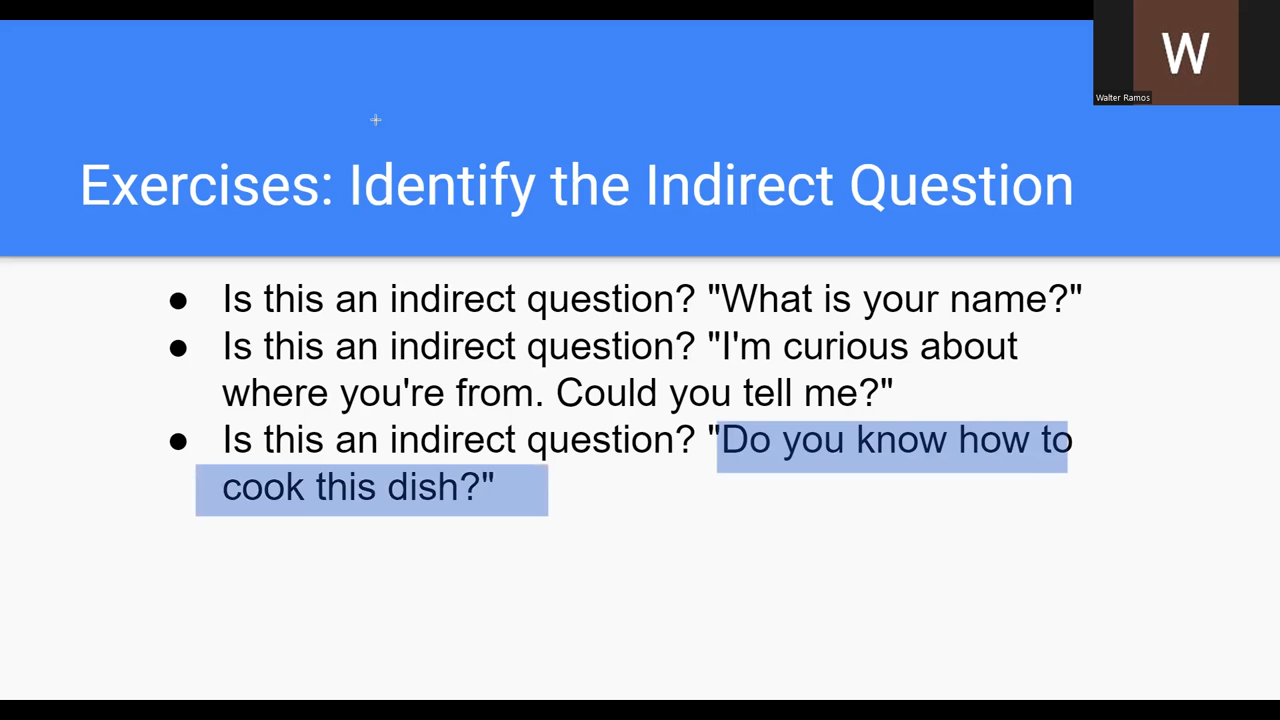 W
Walter Ramos
Exercises: Identify the Indirect Question
● Is this an indirect question? "What is your name?"
● Is this an indirect question? "I'm curious about
where you're from. Could you tell me?"
● Is this an indirect question? "Do you know how to
cook this dish?"